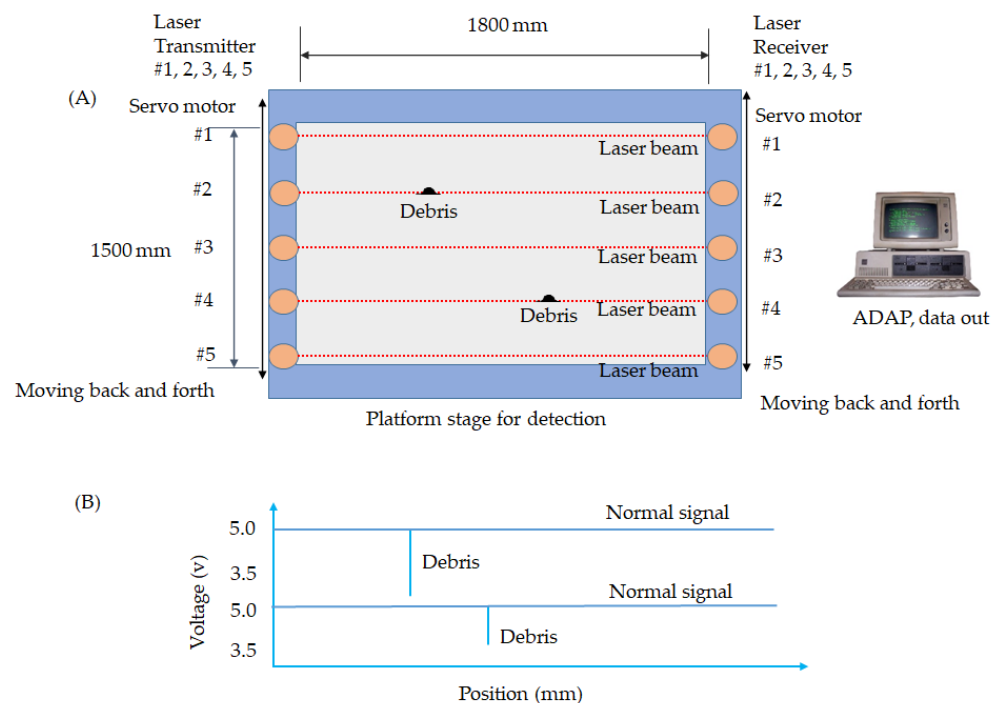 Laser
Transmitter
#1, 2, 3, 4, 5
1800 mm
Laser
Receiver
#1, 2, 3, 4, 5
(A)
Servo motor
Servo motor
#1
Laser beam
#1
#2
Debris
Laser beam
#2
1500 mm
#3
Laser beam
#3
#4
Debris
Laser beam
#4
ADAP, data out
#5
Laser beam
#5
Moving back and forth
Moving back and forth
Platform stage for detection
(B)
Voltage (v)
5.0
Normal signal
3.5
Debris
5.0
Normal signal
3.5
Debris
Position (mm)